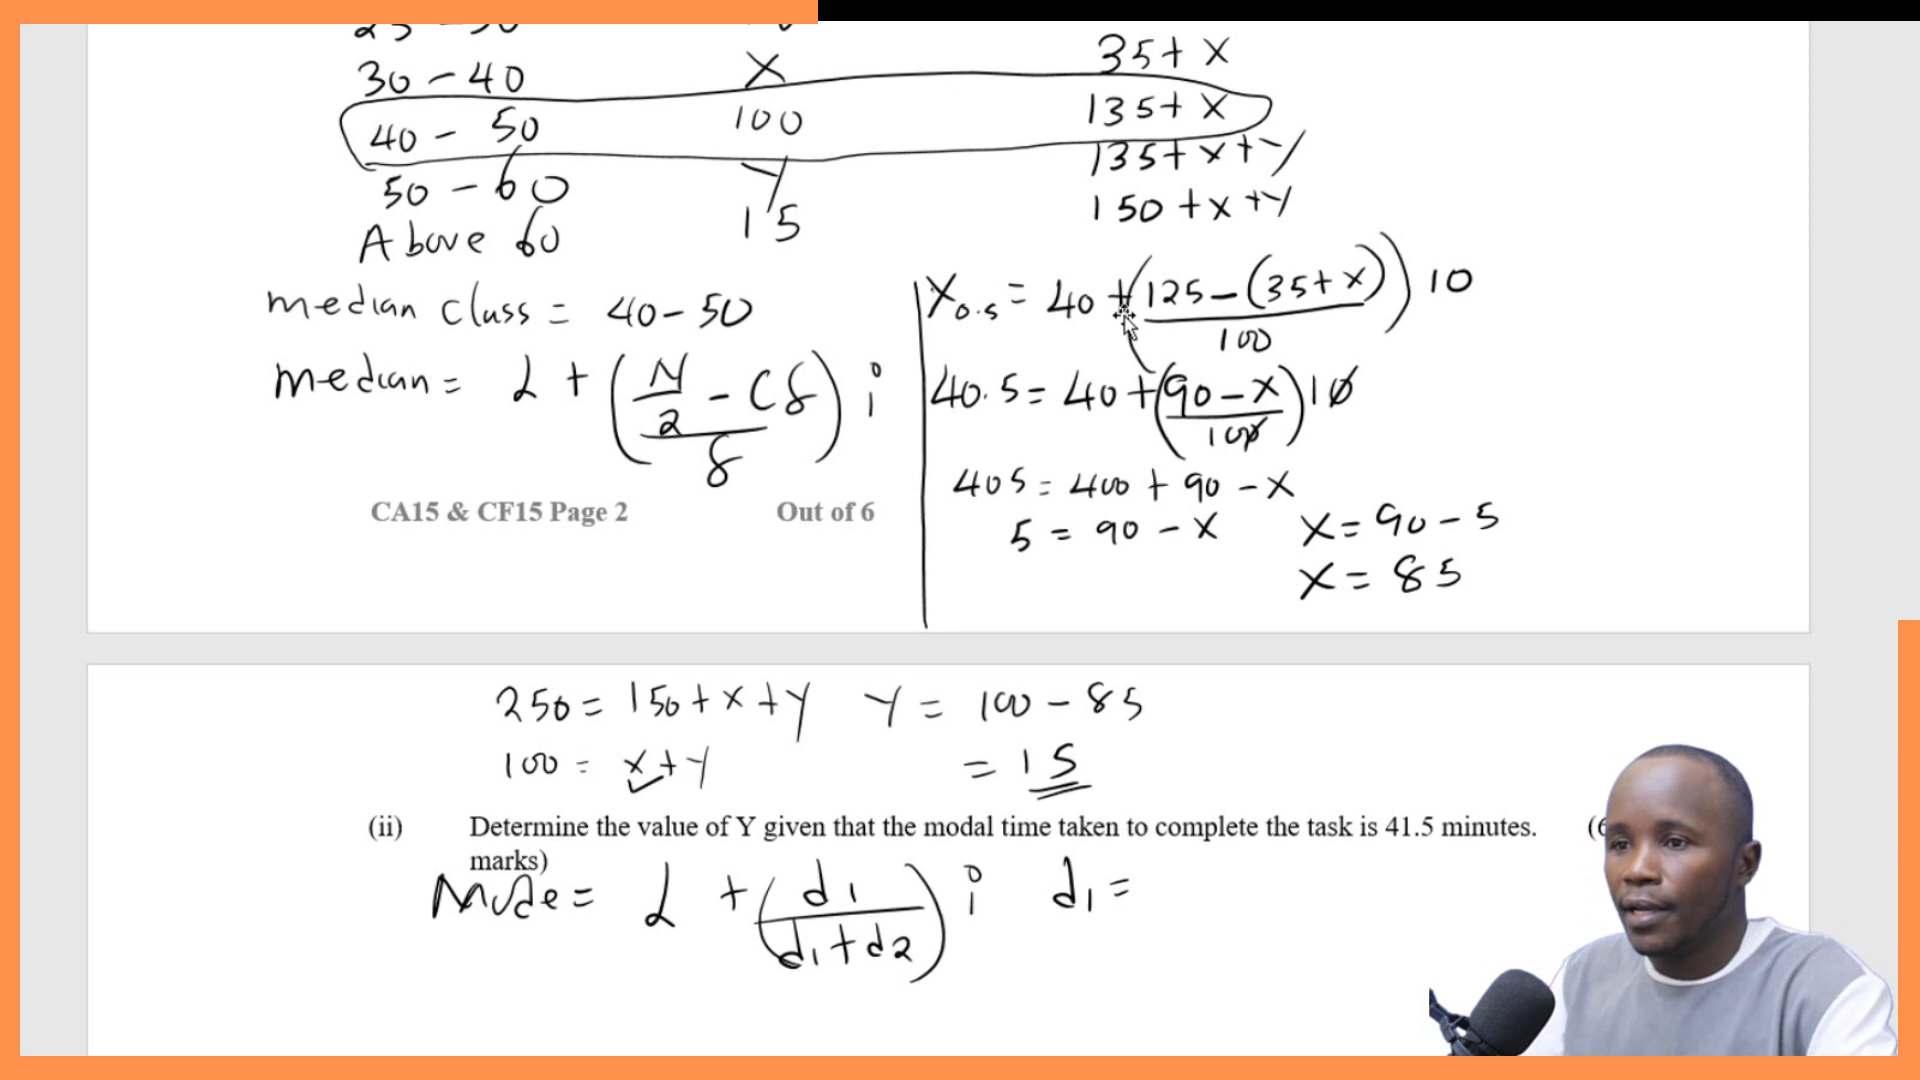 30 - 40 X 35 + X
40 - 50 100 135 + X
50 - 60 Y 135 + X + Y
Above 60 15 150 + X + Y
median class = 40 - 50
X0.5 = 40 + (125 - (35 + X) / 100) 10
median = L + (N/2 - Cf / f) i
40.5 = 40 + (90 - X / 100) 10
405 = 400 + 90 - X
5 = 90 - X X = 90 - 5
X = 85
CA15 & CF15 Page 2 Out of 6
250 = 150 + X + Y Y = 100 - 85
100 = X + Y = 15
(ii) Determine the value of Y given that the modal time taken to complete the task is 41.5 minutes.
marks)
Mode = L + (d1 / d1 + d2) i d1 =